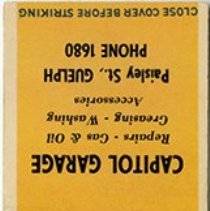 CAPITOL GARAGE
Repairs - Gas & Oil
Greasing - Washing
Accessories
Paisley St., GUELPH
PHONE 1680
CLOSE COVER BEFORE STRIKING